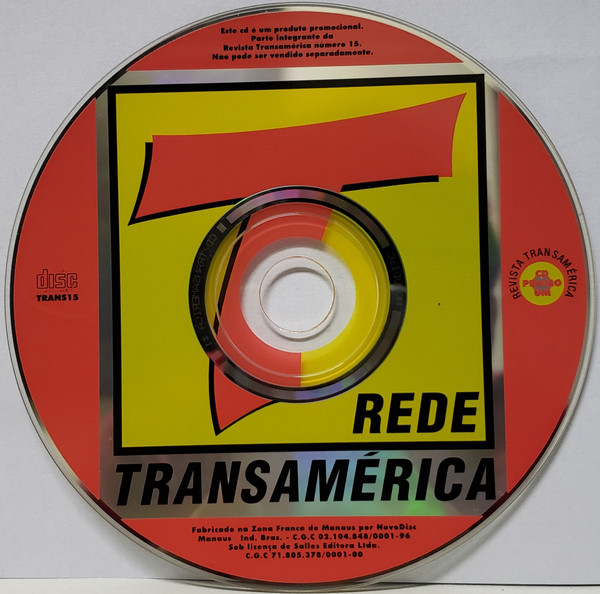 Este cd é um produto promocional.
Parte integrante da
Revista Transamérica número 15.
Não pode ser vendido separadamente.
disc
TRANS15
REVISTA TRANSAMÉRICA
CD
UM
REDE
TRANSAMÉRICA
Fabricado na Zona Franca de Manaus por NovoDisc
Manaus Ind. Bras. - C.G.C 02.104.848/0001-96
Sob licença de Salles Editora Ltda.
C.G.C 71.805.378/0001-00